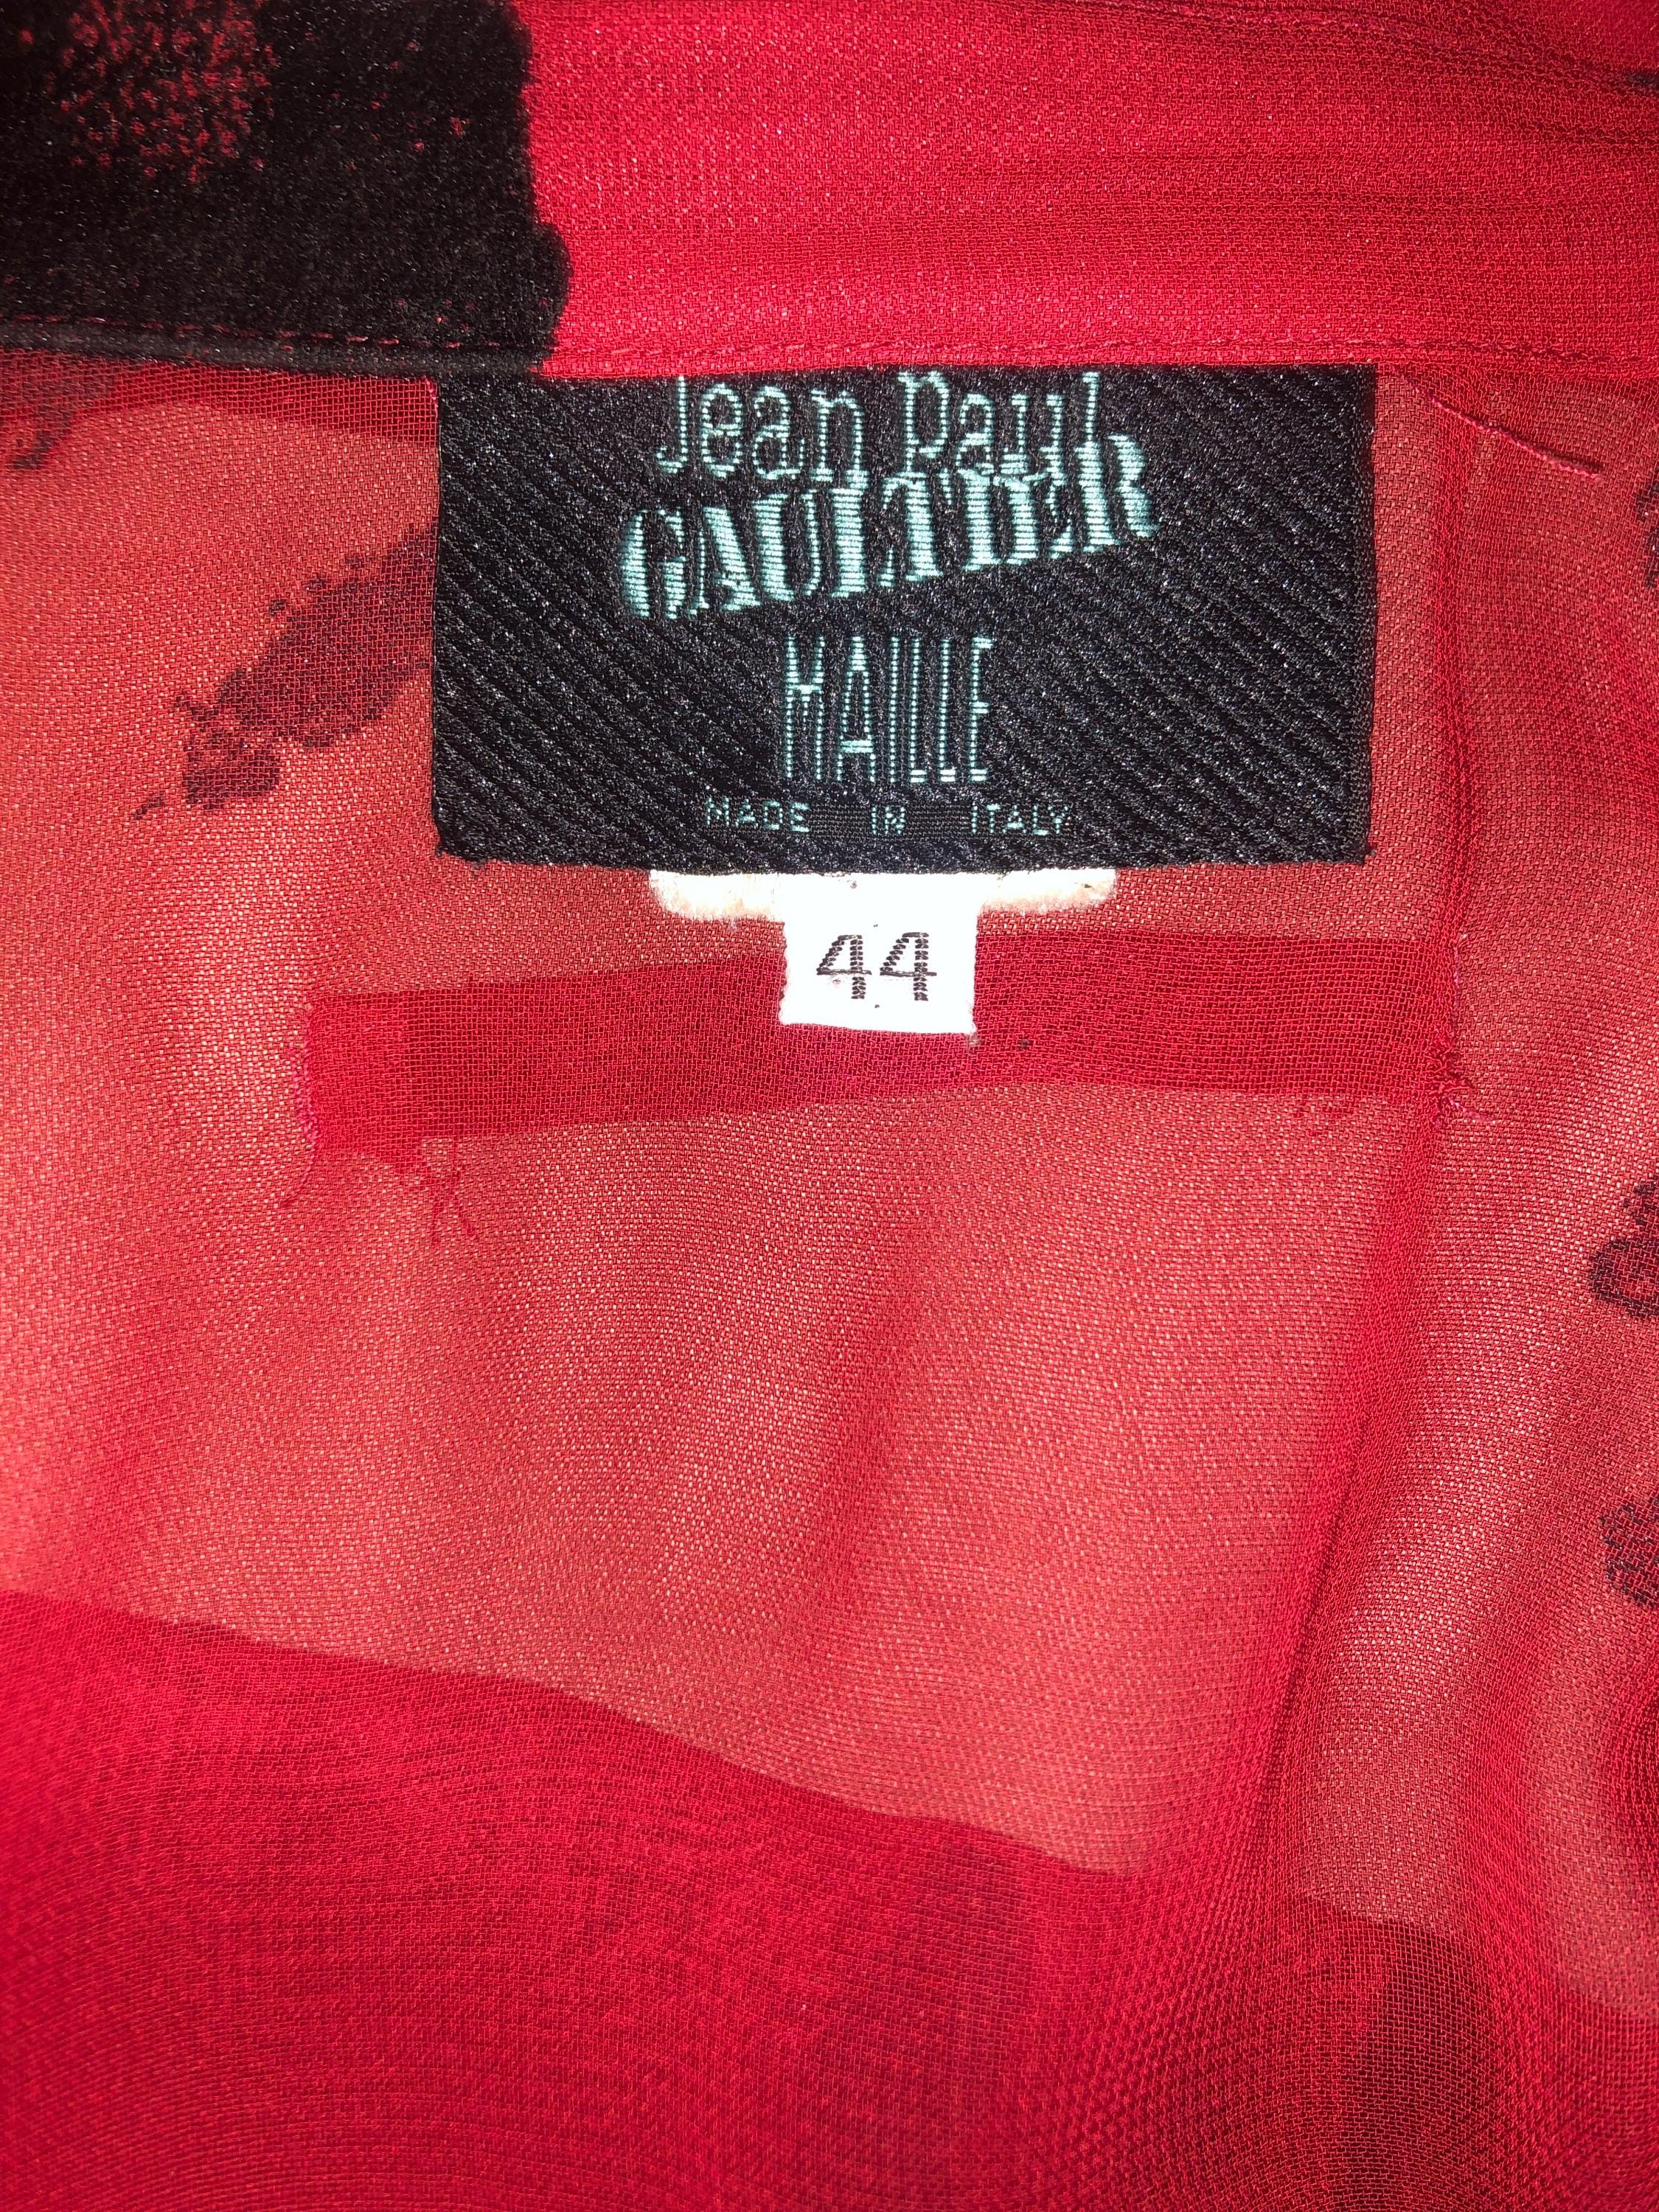 Jean Paul
GAULTIER
MAILLE
MADE IN ITALY
44